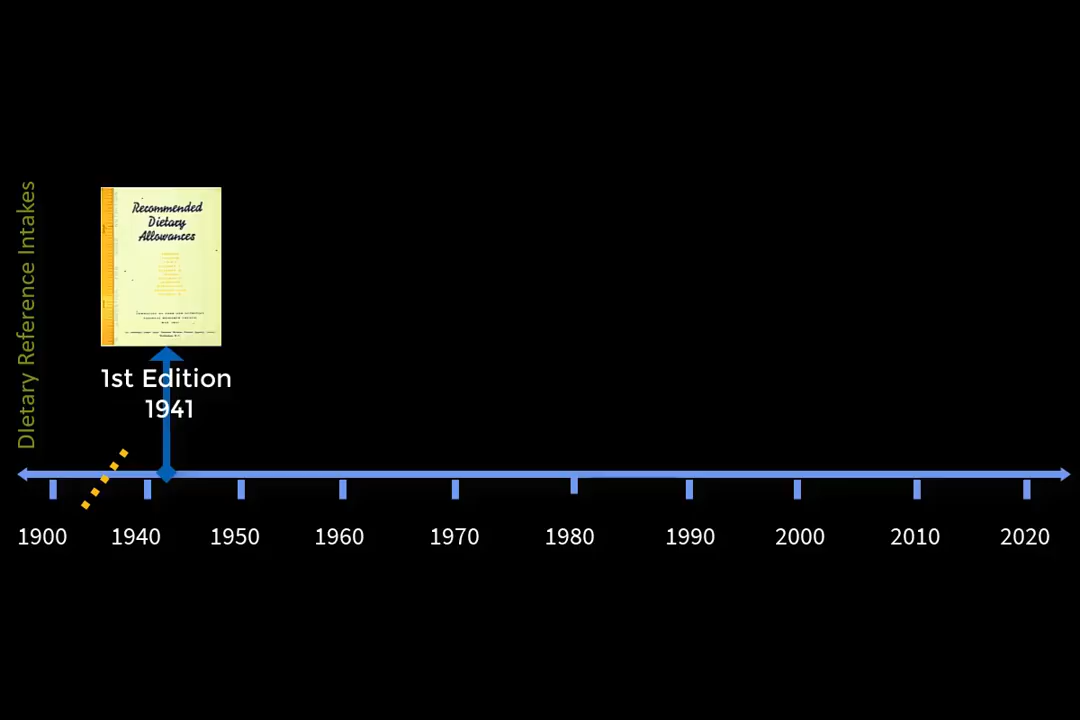 DIetary Reference Intakes
Recommended
Dietary
Allowances
1st Edition
1941
1900 1940 1950 1960 1970 1980 1990 2000 2010 2020